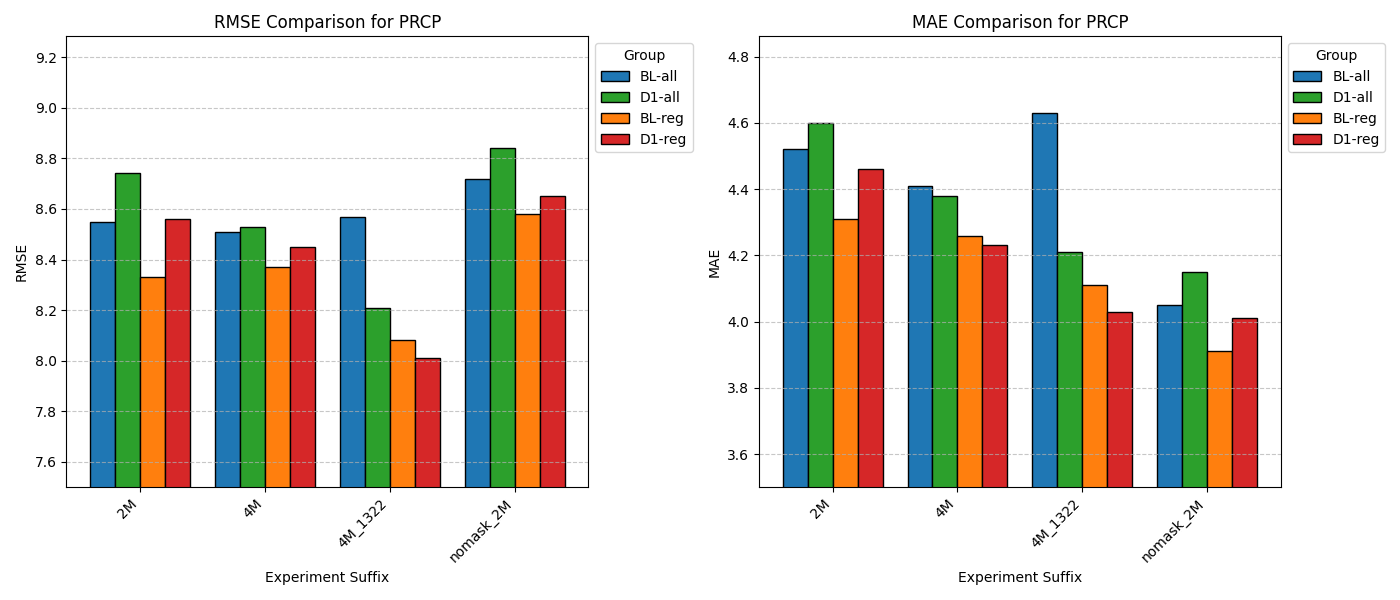 RMSE Comparison for PRCP
RMSE
9.2
9.0
8.8
8.6
8.4
8.2
8.0
7.8
7.6
2M
4M
4M_1322
nomask_2M
Experiment Suffix
Group
BL-all
D1-all
BL-reg
D1-reg
MAE Comparison for PRCP
MAE
4.8
4.6
4.4
4.2
4.0
3.8
3.6
2M
4M
4M_1322
nomask_2M
Experiment Suffix
Group
BL-all
D1-all
BL-reg
D1-reg